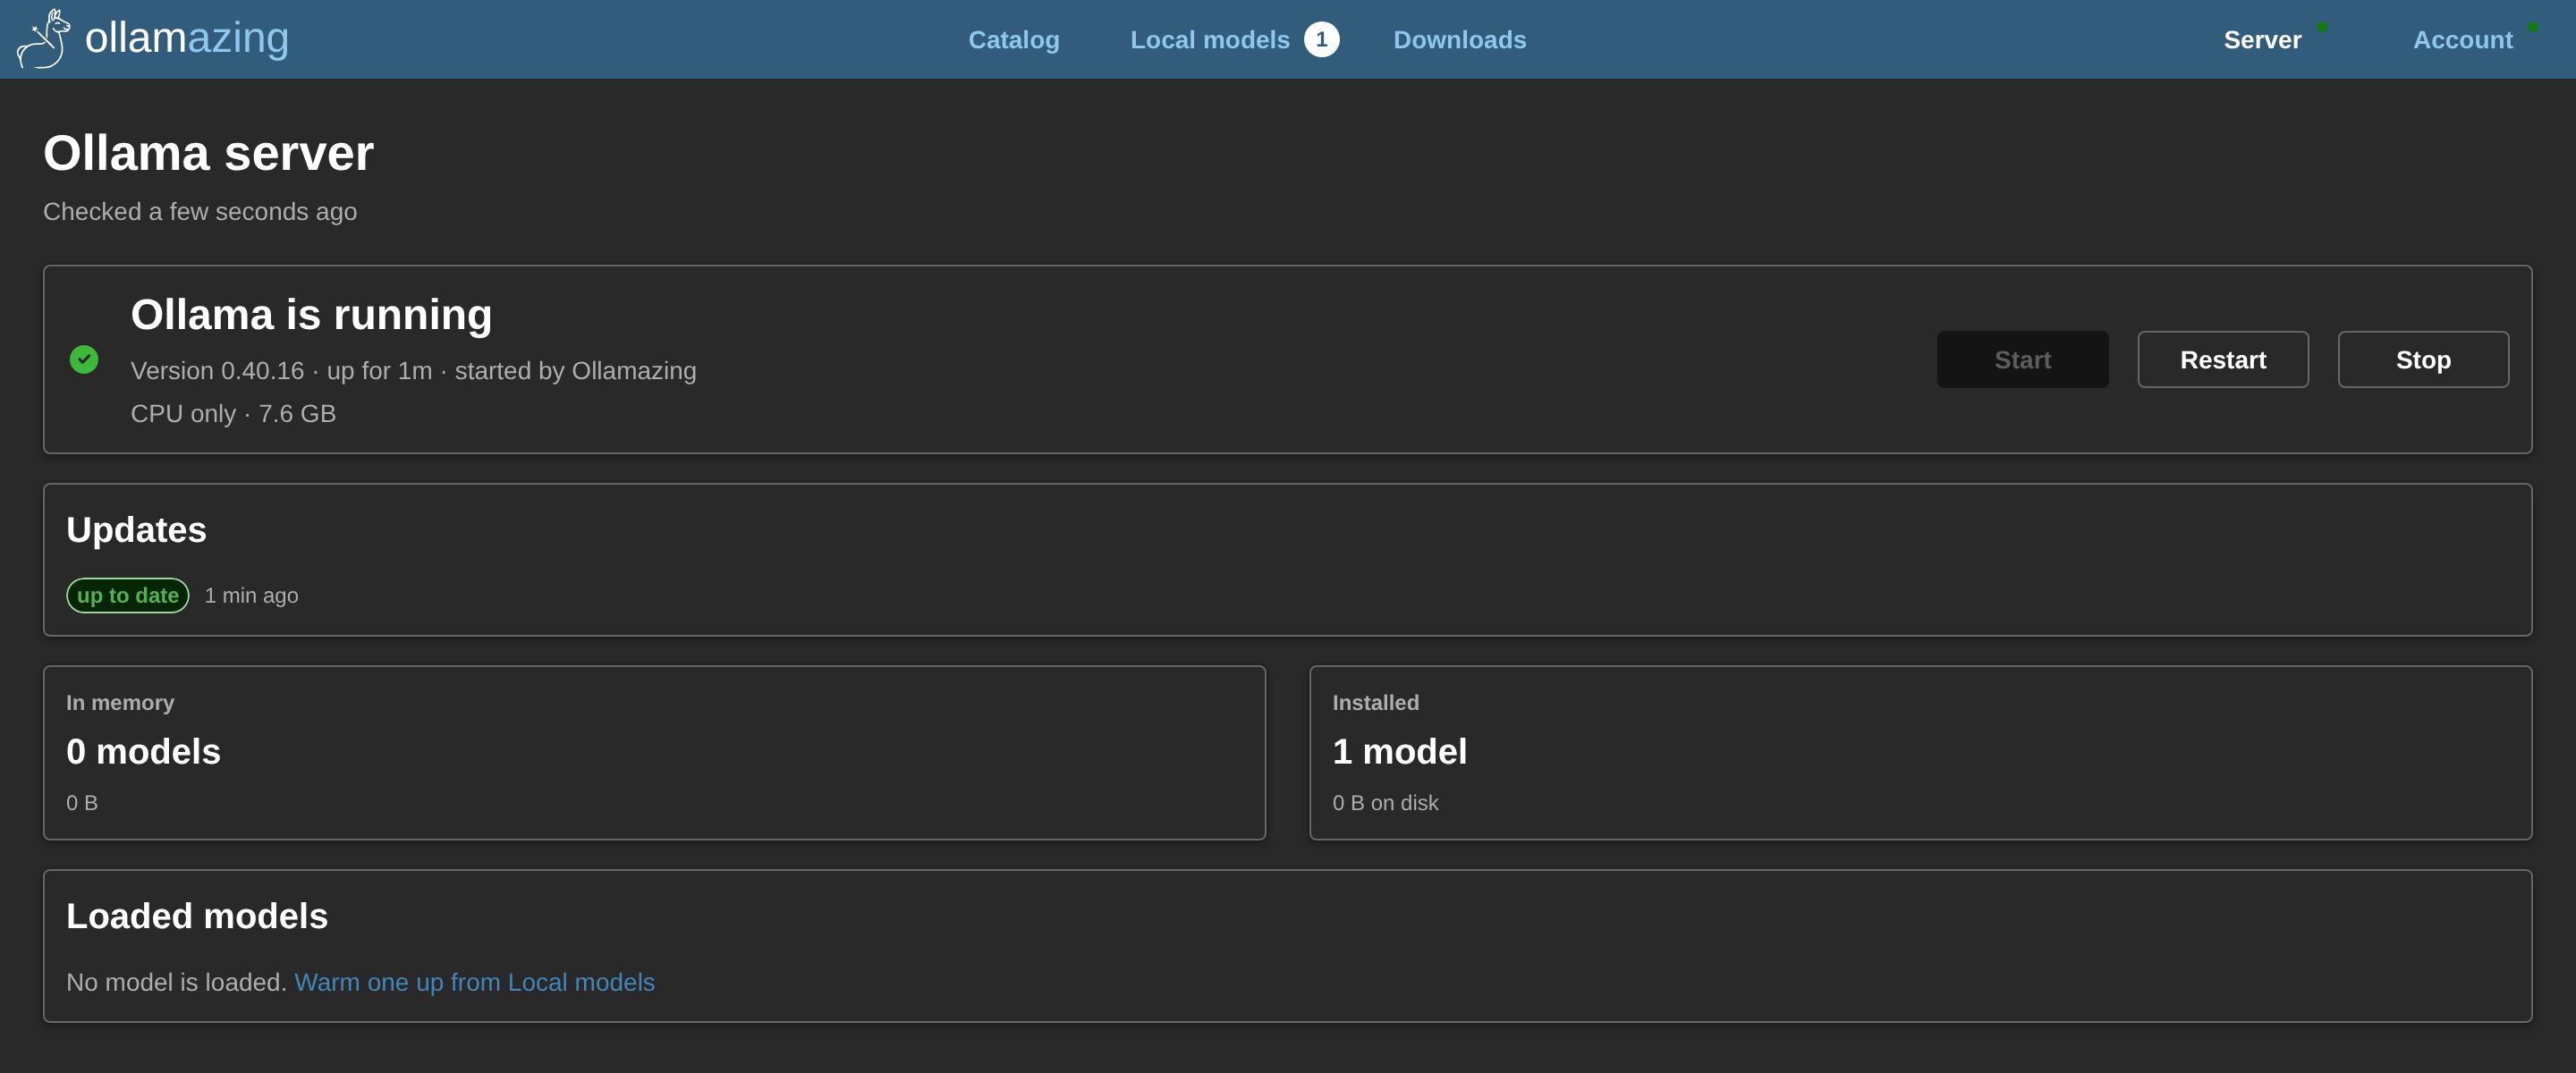 ollamazing
Catalog
Local models 1
Downloads
Server
Account
Ollama server
Checked a few seconds ago
Ollama is running
Version 0.40.16 · up for 1m · started by Ollamazing
CPU only · 7.6 GB
Start
Restart
Stop
Updates
up to date 1 min ago
In memory
0 models
0 B
Installed
1 model
0 B on disk
Loaded models
No model is loaded. Warm one up from Local models